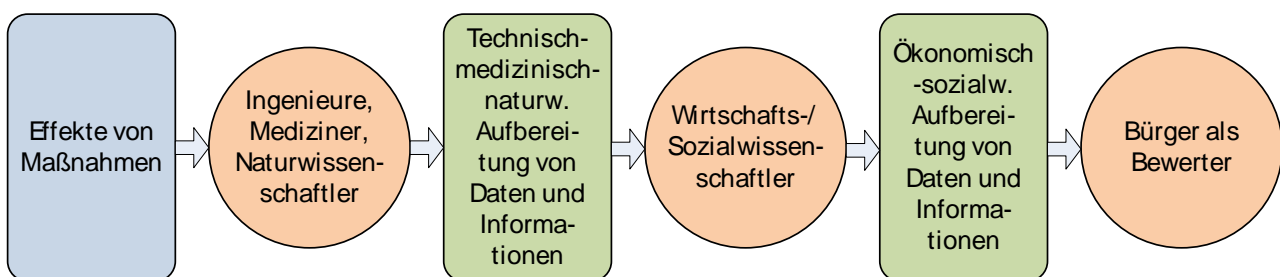 Effekte von
Maßnahmen
Ingenieure,
Mediziner,
Naturwissen-
schaftler
Technisch-
medizinisch-
naturw.
Aufberei-
tung von
Daten und
Informa-
tionen
Wirtschafts-/
Sozialwissen-
schaftler
Ökonomisch
-sozialw.
Aufberei-
tung von
Daten und
Informa-
tionen
Bürger als
Bewerter